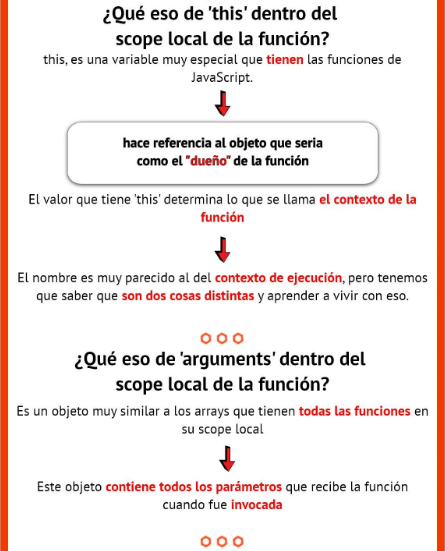 ¿Qué eso de 'this' dentro del
scope local de la función?
this, es una variable muy especial que tienen las funciones de
JavaScript.
hace referencia al objeto que seria
como el "dueño" de la función
El valor que tiene 'this' determina lo que se llama el contexto de la
función
El nombre es muy parecido al del contexto de ejecución, pero tenemos
que saber que son dos cosas distintas y aprender a vivir con eso.
¿Qué eso de 'arguments' dentro del
scope local de la función?
Es un objeto muy similar a los arrays que tienen todas las funciones en
su scope local
Este objeto contiene todos los parámetros que recibe la función
cuando fue invocada